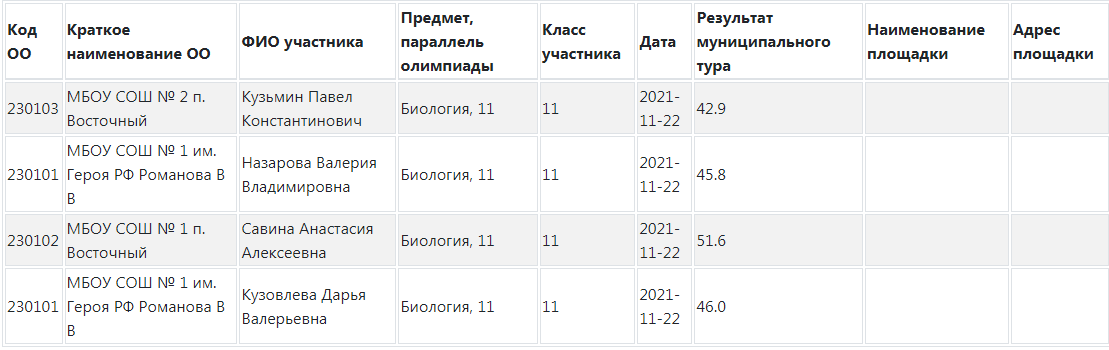 Код ОО
Краткое наименование ОО
ФИО участника
Предмет, параллель олимпиады
Класс участника
Дата
Результат муниципального тура
Наименование площадки
Адрес площадки
230103
МБОУ СОШ № 2 п. Восточный
Кузьмин Павел Константинович
Биология, 11
11
2021-11-22
42.9
230101
МБОУ СОШ № 1 им. Героя РФ Романова В В
Назарова Валерия Владимировна
Биология, 11
11
2021-11-22
45.8
230102
МБОУ СОШ № 1 п. Восточный
Савина Анастасия Алексеевна
Биология, 11
11
2021-11-22
51.6
230101
МБОУ СОШ № 1 им. Героя РФ Романова В В
Кузовлева Дарья Валерьевна
Биология, 11
11
2021-11-22
46.0